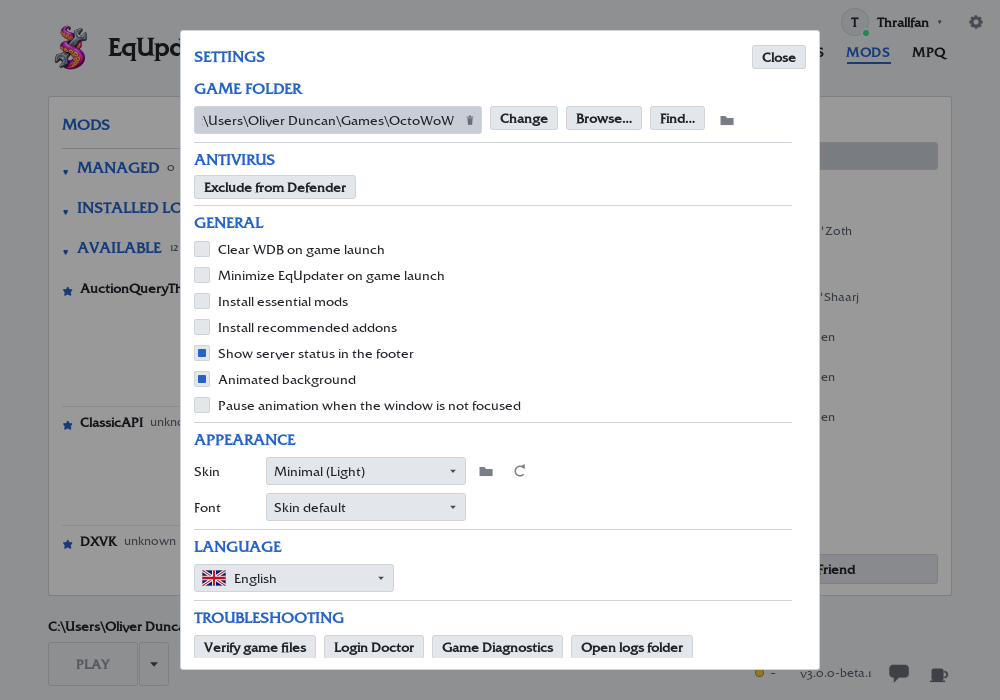 T Thrallfan
EqUpd
S MODS MPQ
SETTINGS
Close
GAME FOLDER
:\Users\Oliver Duncan\Games\OctoWoW
Change
Browse...
Find...
ANTIVIRUS
Exclude from Defender
GENERAL
Clear WDB on game launch
Minimize EqUpdater on game launch
Install essential mods
Install recommended addons
Show server status in the footer
Animated background
Pause animation when the window is not focused
APPEARANCE
Skin
Minimal (Light)
Font
Skin default
LANGUAGE
English
TROUBLESHOOTING
Verify game files
Login Doctor
Game Diagnostics
Open logs folder
MODS
MANAGED 0
INSTALLED LO
AVAILABLE 12
AuctionQueryTh
ClassicAPI unkno
DXVK unknown
'Zoth
'Shaarj
en
en
en
Friend
C:\Users\Oliver Dunca
PLAY
-
v3.0.0-beta.1